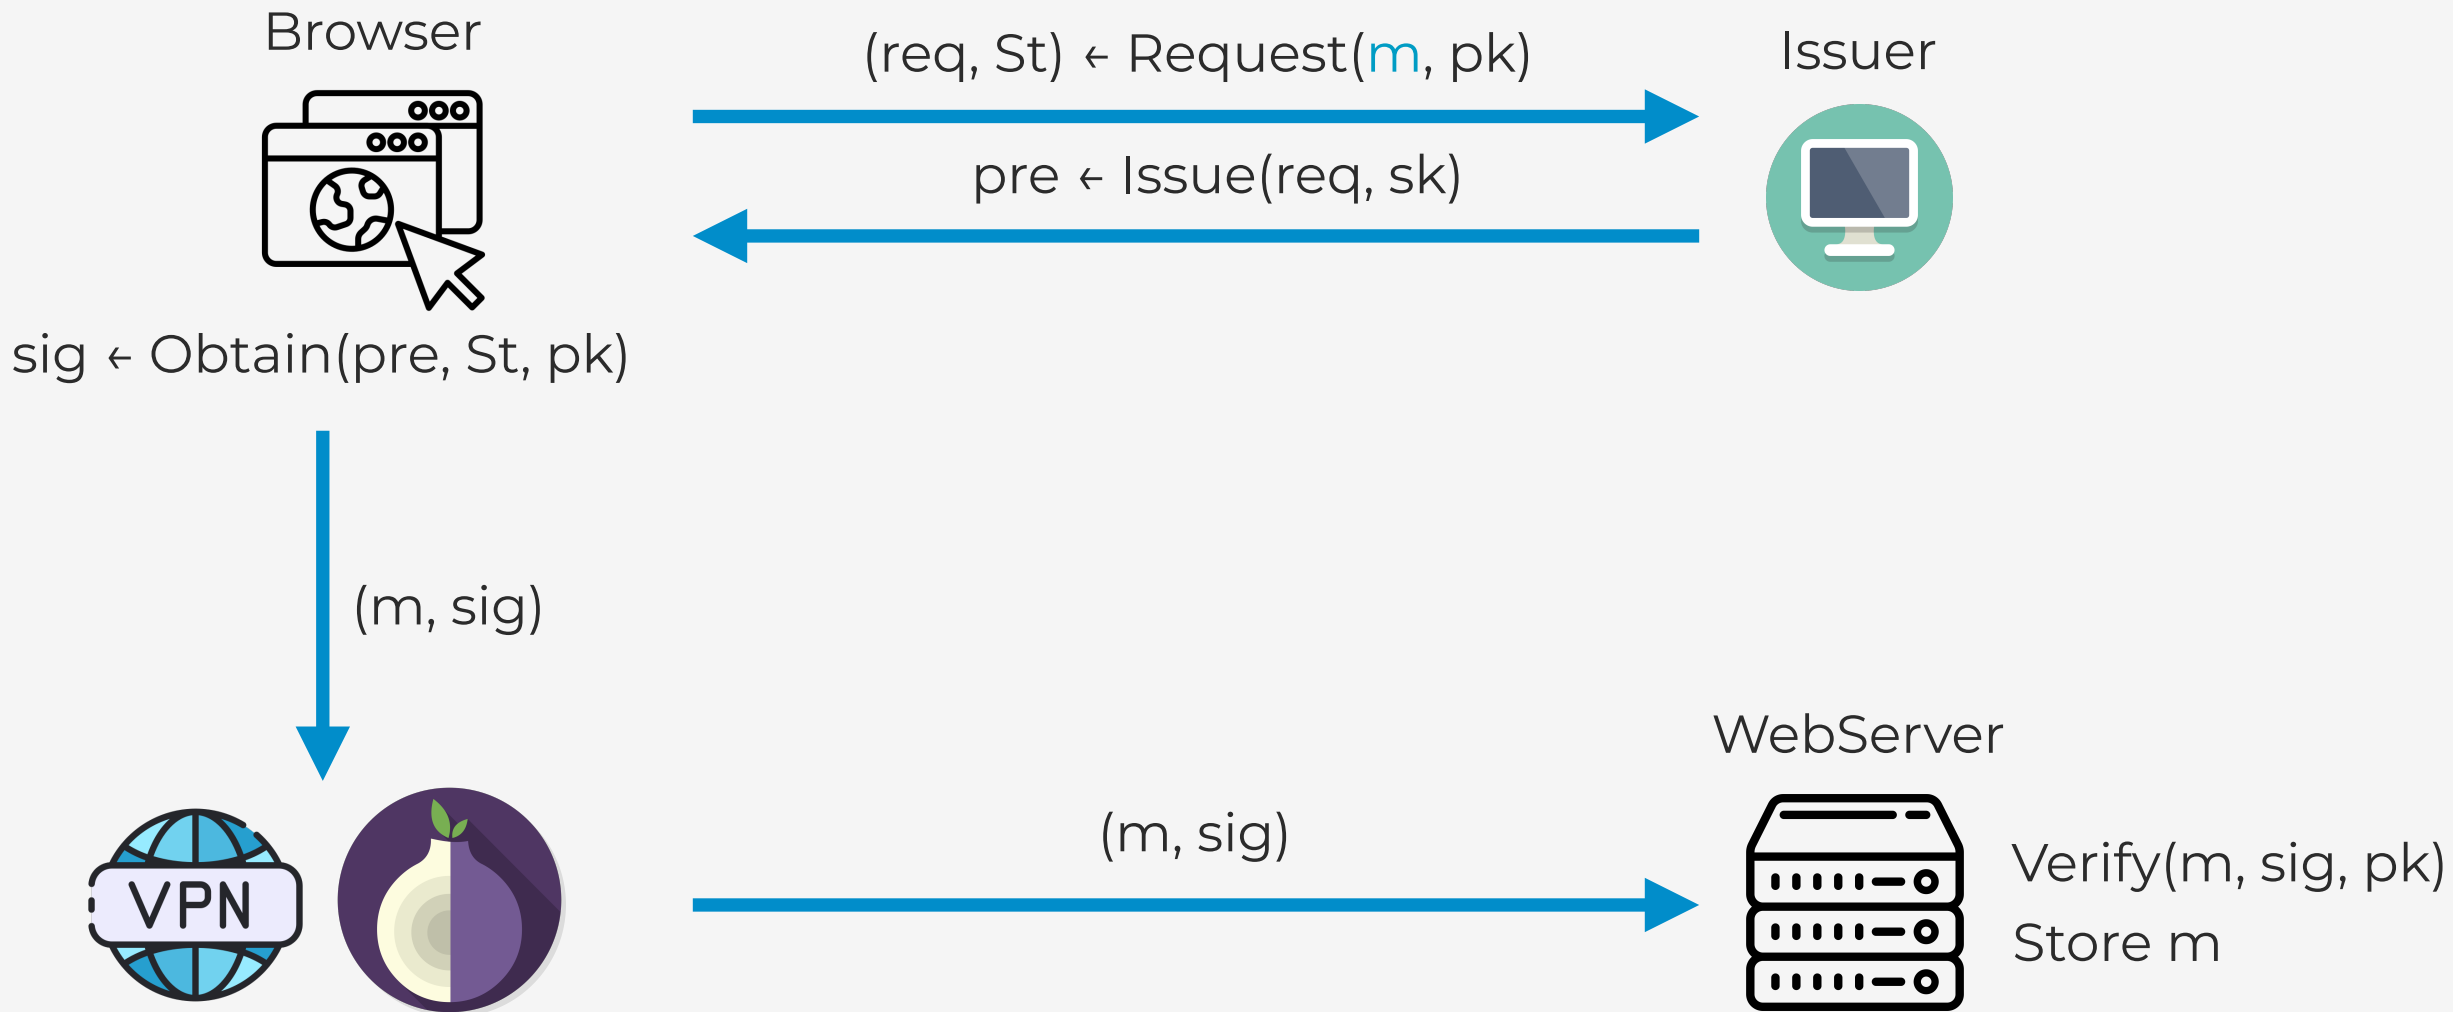 Browser
(req, St) ← Request(m, pk)
Issuer
pre ← Issue(req, sk)
sig ← Obtain(pre, St, pk)
(m, sig)
WebServer
(m, sig)
VPN
Verify(m, sig, pk)
Store m